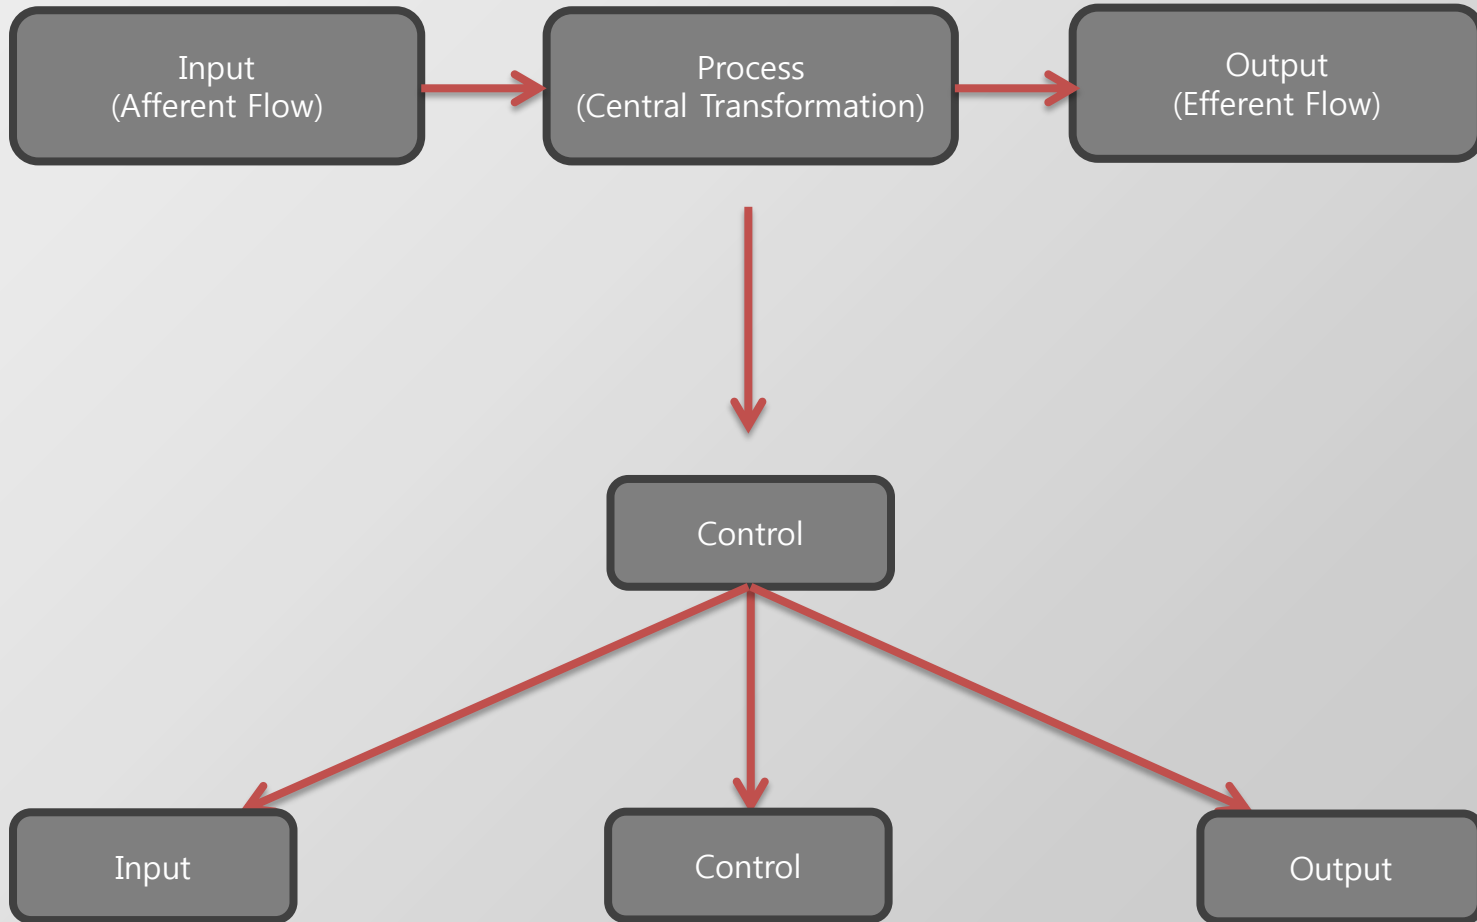 Input
(Afferent Flow)
Process
(Central Transformation)
Output
(Efferent Flow)
Control
Input
Control
Output